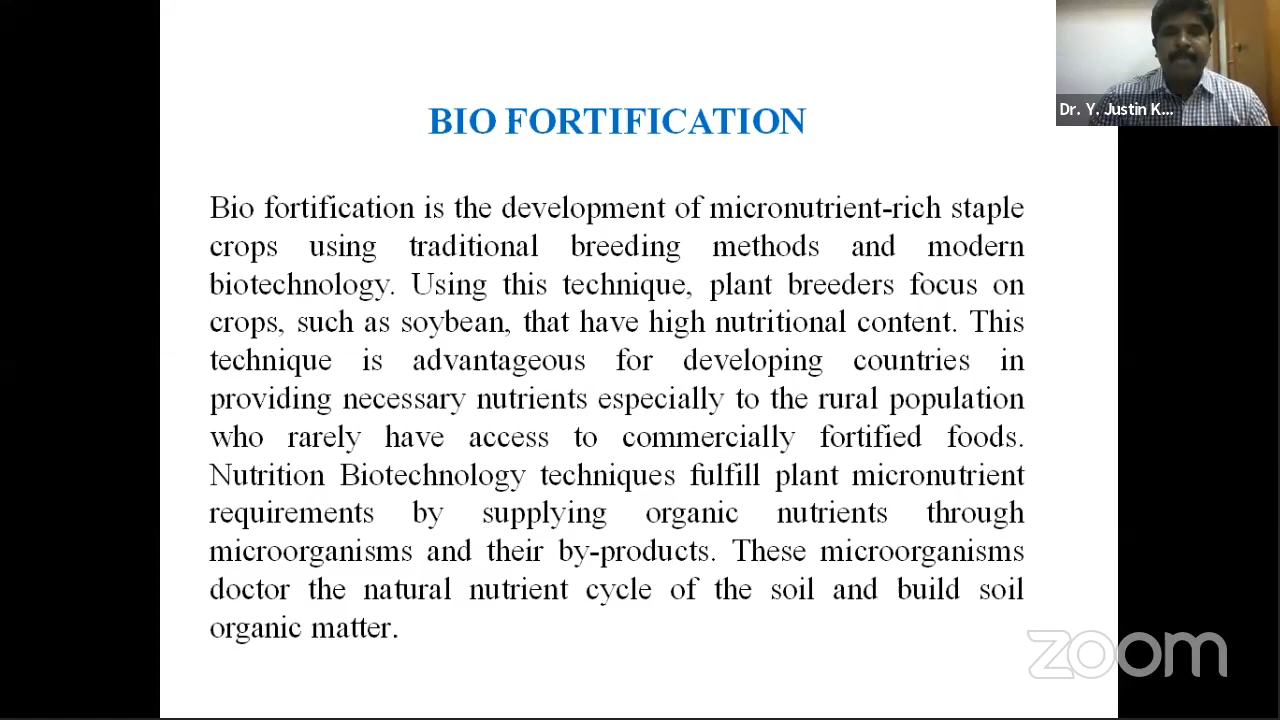 BIO FORTIFICATION
Dr. Y. Justin K...
Bio fortification is the development of micronutrient-rich staple
crops using traditional breeding methods and modern
biotechnology. Using this technique, plant breeders focus on
crops, such as soybean, that have high nutritional content. This
technique is advantageous for developing countries in
providing necessary nutrients especially to the rural population
who rarely have access to commercially fortified foods.
Nutrition Biotechnology techniques fulfill plant micronutrient
requirements by supplying organic nutrients through
microorganisms and their by-products. These microorganisms
doctor the natural nutrient cycle of the soil and build soil
organic matter.
zoom